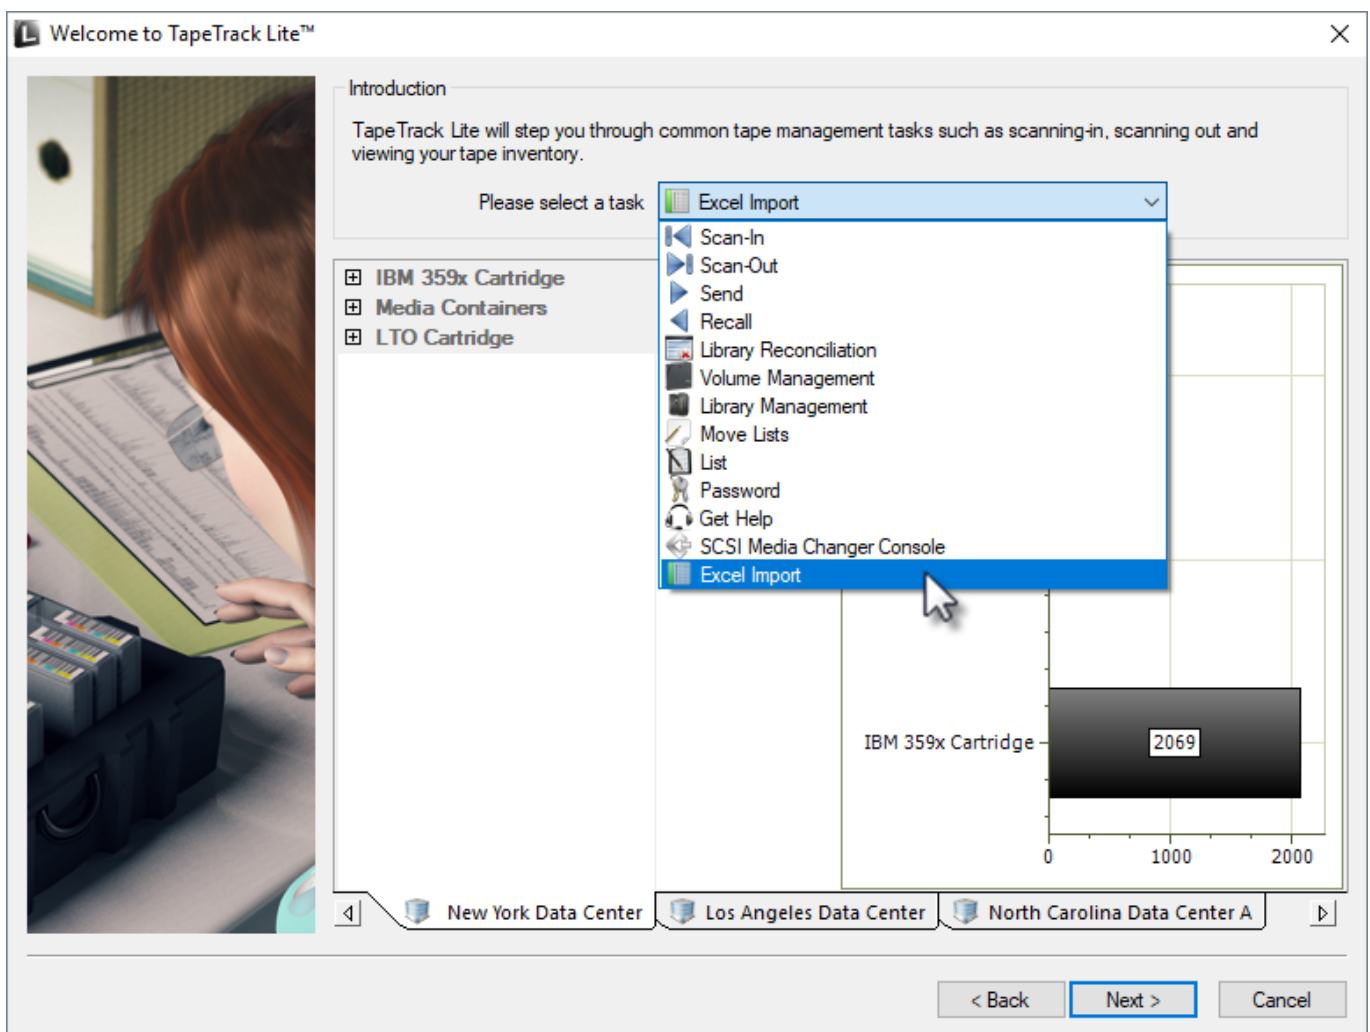 Welcome to TapeTrack Lite™
Introduction
TapeTrack Lite will step you through common tape management tasks such as scanning-in, scanning out and
viewing your tape inventory.
Please select a task
Excel Import
Scan-In
Scan-Out
Send
Recall
Library Reconciliation
Volume Management
Library Management
Move Lists
List
Password
Get Help
SCSI Media Changer Console
Excel Import
IBM 359x Cartridge
Media Containers
LTO Cartridge
IBM 359x Cartridge
2069
0 1000 2000
New York Data Center
Los Angeles Data Center
North Carolina Data Center A
< Back
Next >
Cancel